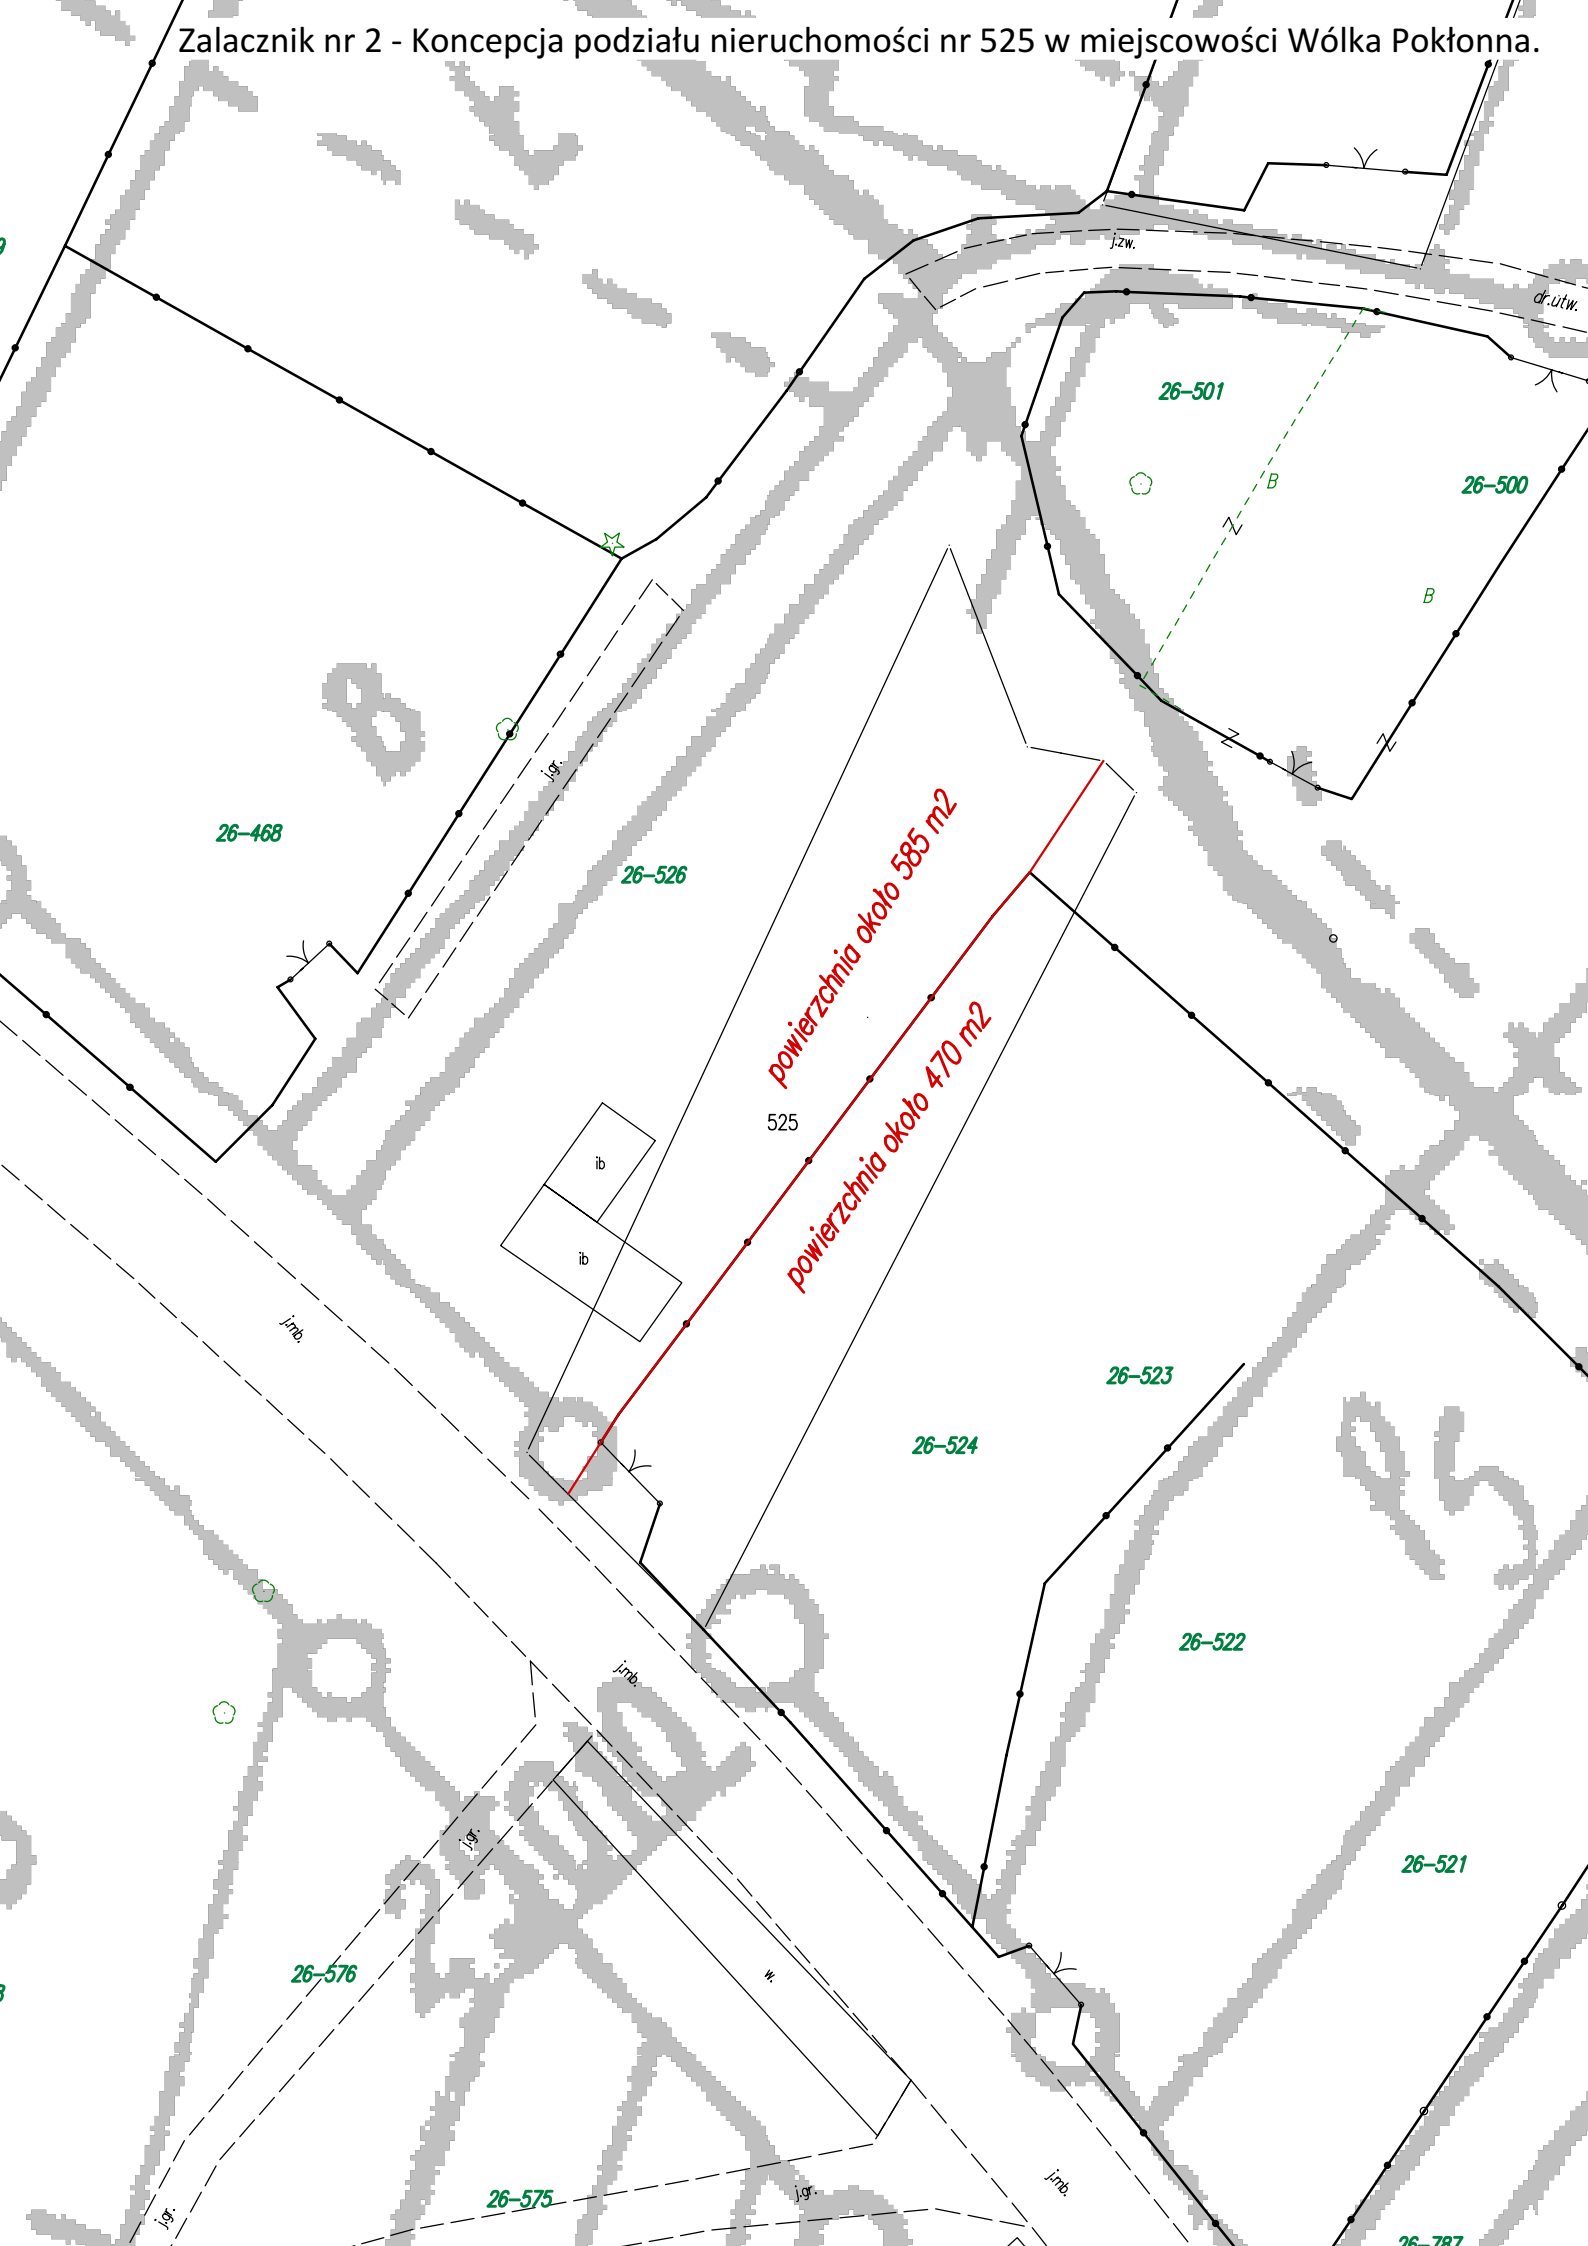 Zalacznik nr 2 - Koncepcja podziału nieruchomości nr 525 w miejscowości Wólka Pokłonna.
j.zw.
dr.utw.
26-501
26-500
B
B
j.gr.
26-468
26-526
powierzchnia około 585 m2
powierzchnia około 470 m2
525
ib
ib
j.mb.
26-523
26-524
26-522
j.mb.
j.gr.
26-521
26-576
w.
j.mb.
j.gr.
26-575
j.gr.
26-787